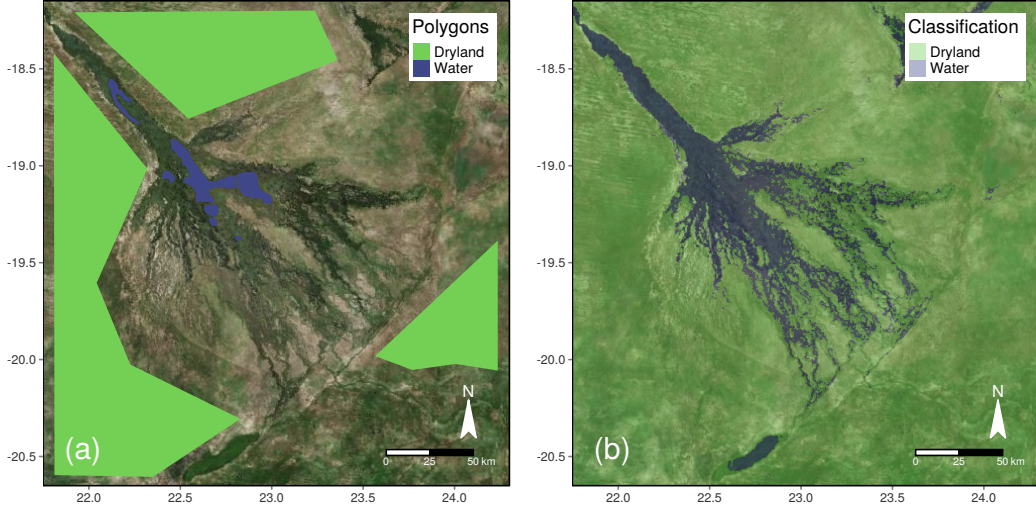 Polygons
Dryland
Water
-18.5
-19.0
-19.5
-20.0
-20.5
22.0 22.5 23.0 23.5 24.0
N
0 25 50 km
(a)
Classification
Dryland
Water
-18.5
-19.0
-19.5
-20.0
-20.5
22.0 22.5 23.0 23.5 24.0
N
0 25 50 km
(b)